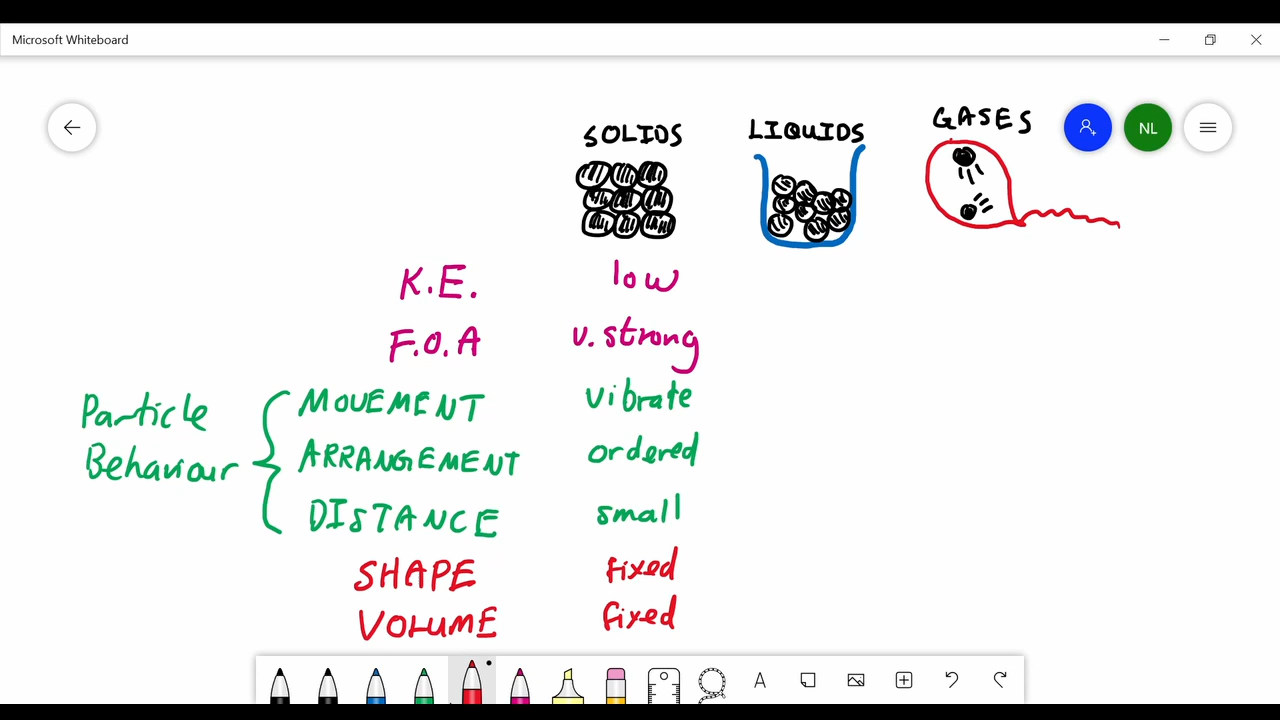 Microsoft Whiteboard
SOLIDS LIQUIDS GASES
NL
K.E. low
F.O.A v. strong
Particle Behaviour
MOVEMENT vibrate
ARRANGEMENT ordered
DISTANCE small
SHAPE fixed
VOLUME fixed
A